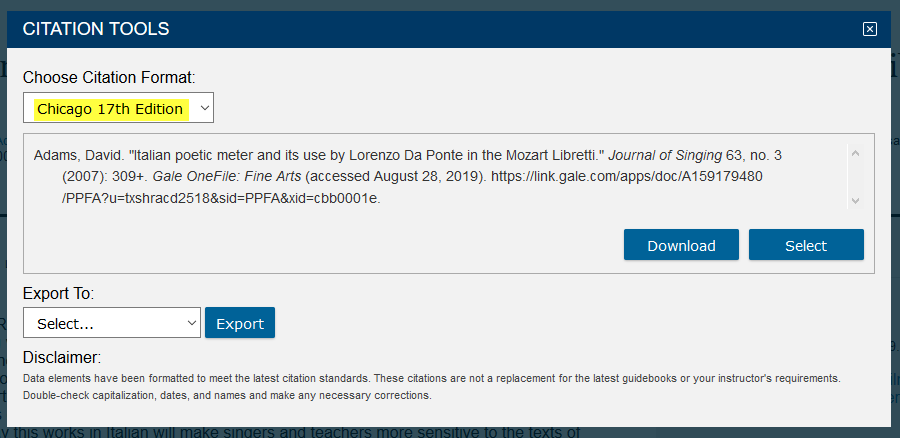 CITATION TOOLS
Choose Citation Format:
Chicago 17th Edition
Adams, David. "Italian poetic meter and its use by Lorenzo Da Ponte in the Mozart Libretti." Journal of Singing 63, no. 3
(2007): 309+. Gale OneFile: Fine Arts (accessed August 28, 2019). https://link.gale.com/apps/doc/A159179480
/PPFA?u=txshracd2518&sid=PPFA&xid=cbb0001e.
Download Select
Export To:
Select... Export
Disclaimer:
Data elements have been formatted to meet the latest citation standards. These citations are not a replacement for the latest guidebooks or your instructor's requirements.
Double-check capitalization, dates, and names and make any necessary corrections.
y this works in Italian will make singers and teachers more sensitive to the texts of